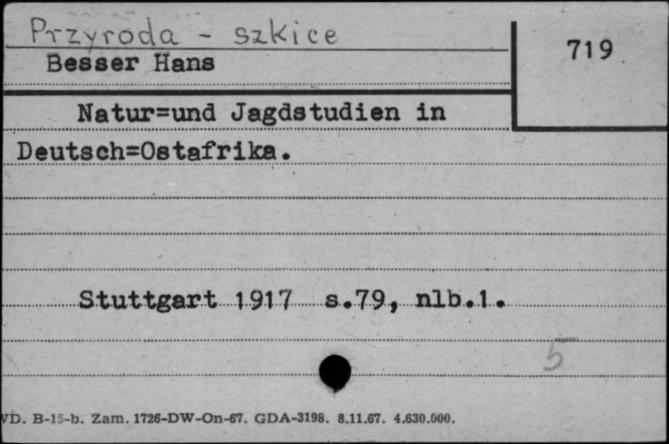 Przyroda - szkice
719
Besser Hans
Natur=und Jagdstudien in
Deutsch=Ostafrika.
Stuttgart 1917 s.79, nlb.1.
5
VD. B-15-b. Zam. 1726-DW-On-67. GDA-3198. 8.11.67. 4.630.000.